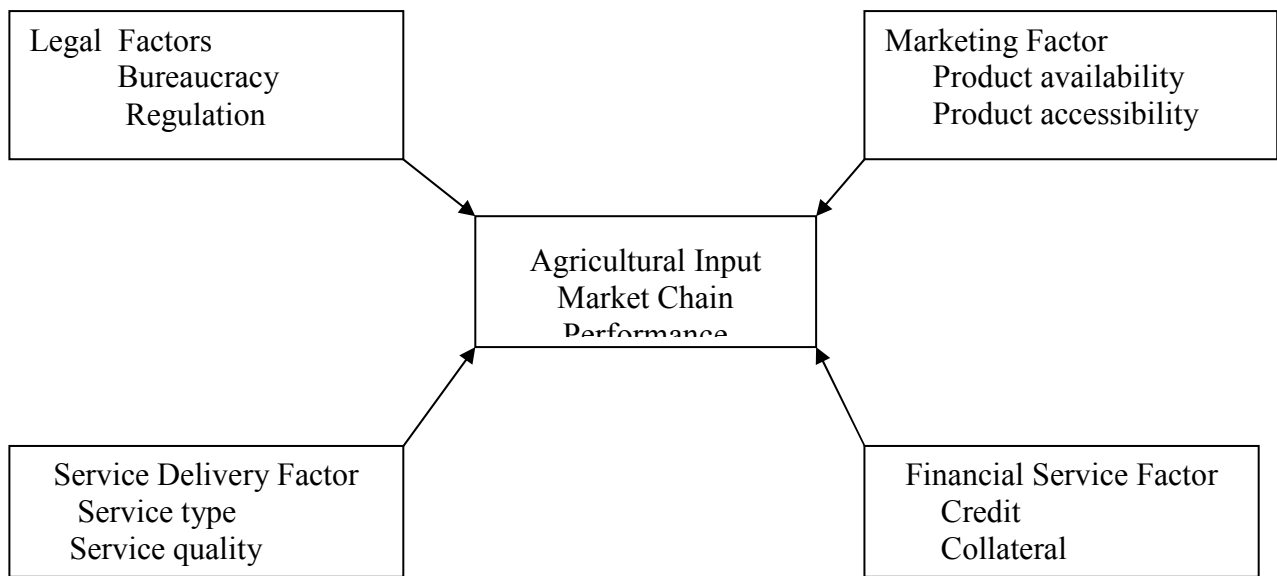 Legal Factors
Bureaucracy
Regulation
Marketing Factor
Product availability
Product accessibility
Agricultural Input
Market Chain
Performance
Service Delivery Factor
Service type
Service quality
Financial Service Factor
Credit
Collateral